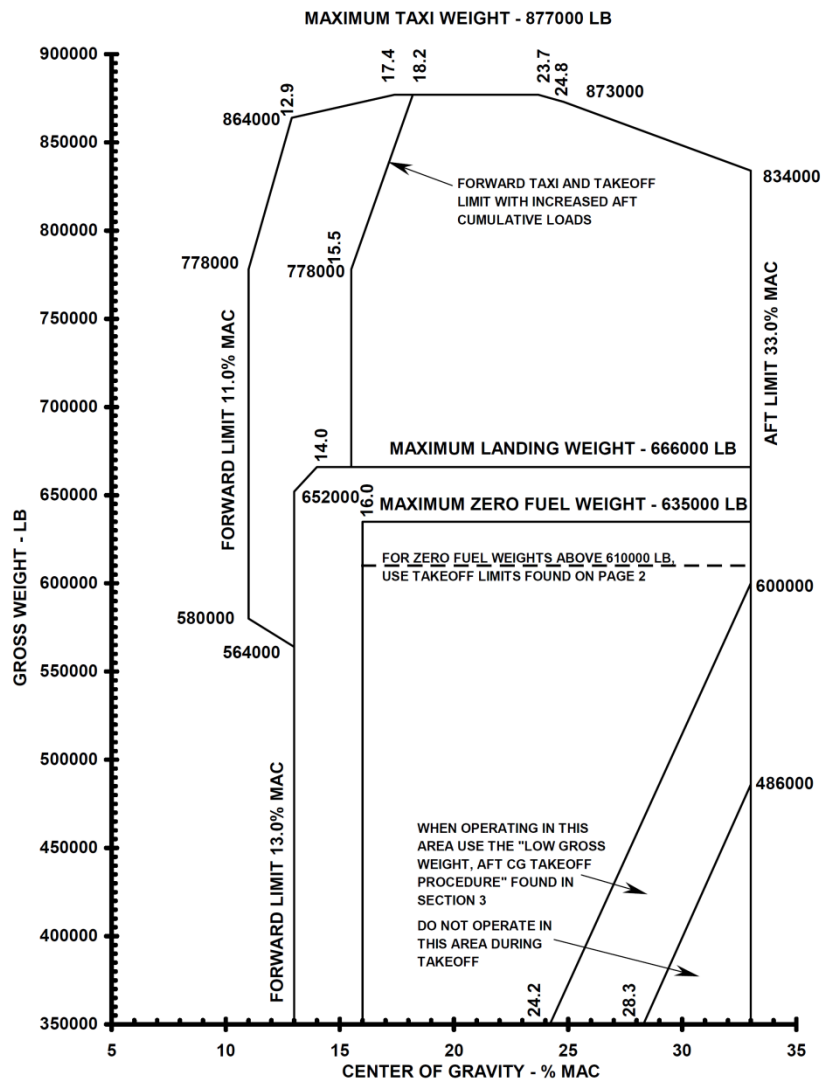 MAXIMUM TAXI WEIGHT - 877000 LB
900000
850000
800000
750000
700000
650000
600000
550000
500000
450000
400000
350000
GROSS WEIGHT - LB
12.9
17.4
18.2
23.7
24.8
873000
864000
834000
FORWARD TAXI AND TAKEOFF
LIMIT WITH INCREASED AFT
CUMULATIVE LOADS
15.5
778000
778000
FORWARD LIMIT 11.0% MAC
AFT LIMIT 33.0% MAC
14.0
MAXIMUM LANDING WEIGHT - 666000 LB
652000
16.0
MAXIMUM ZERO FUEL WEIGHT - 635000 LB
FOR ZERO FUEL WEIGHTS ABOVE 610000 LB,
USE TAKEOFF LIMITS FOUND ON PAGE 2
600000
580000
564000
486000
FORWARD LIMIT 13.0% MAC
WHEN OPERATING IN THIS
AREA USE THE "LOW GROSS
WEIGHT, AFT CG TAKEOFF
PROCEDURE" FOUND IN
SECTION 3
DO NOT OPERATE IN
THIS AREA DURING
TAKEOFF
24.2
28.3
5
10
15
20
25
30
35
CENTER OF GRAVITY - % MAC